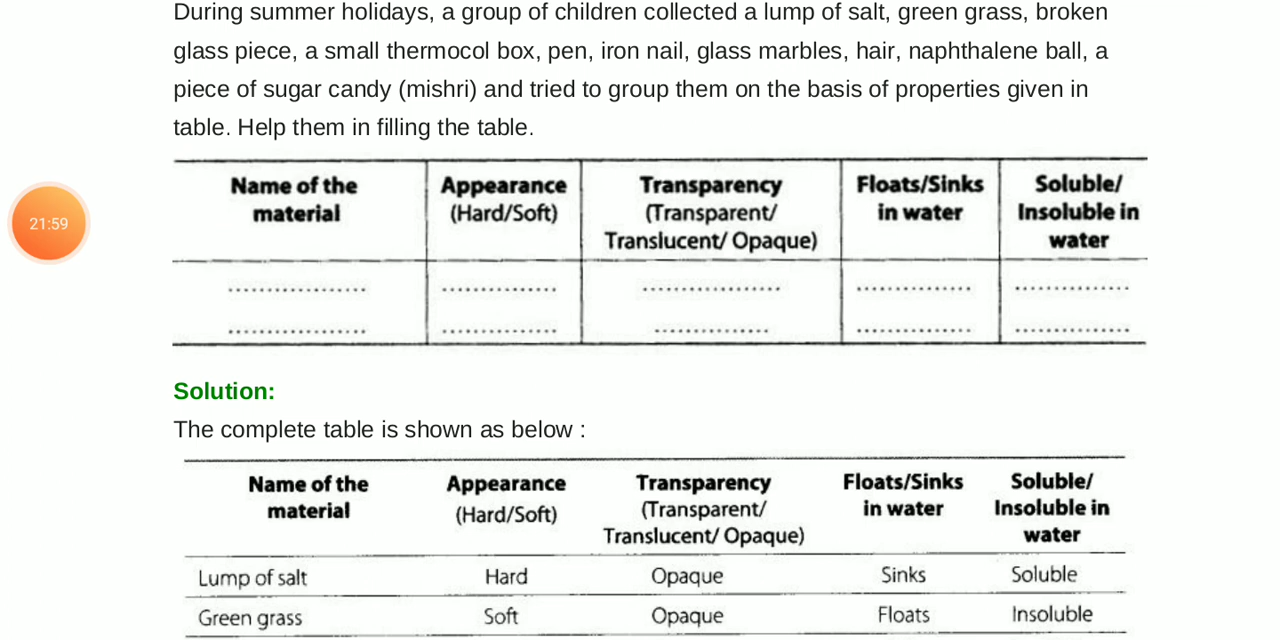 During summer holidays, a group of children collected a lump of salt, green grass, broken
glass piece, a small thermocol box, pen, iron nail, glass marbles, hair, naphthalene ball, a
piece of sugar candy (mishri) and tried to group them on the basis of properties given in
table. Help them in filling the table.
21:59
Name of the material Appearance (Hard/Soft) Transparency (Transparent/ Translucent/ Opaque) Floats/Sinks in water Soluble/ Insoluble in water
.................. ............... .................. ............... ...............
.................. ............... ............... ............... ...............
Solution:
The complete table is shown as below :
Name of the material Appearance (Hard/Soft) Transparency (Transparent/ Translucent/ Opaque) Floats/Sinks in water Soluble/ Insoluble in water
Lump of salt Hard Opaque Sinks Soluble
Green grass Soft Opaque Floats Insoluble